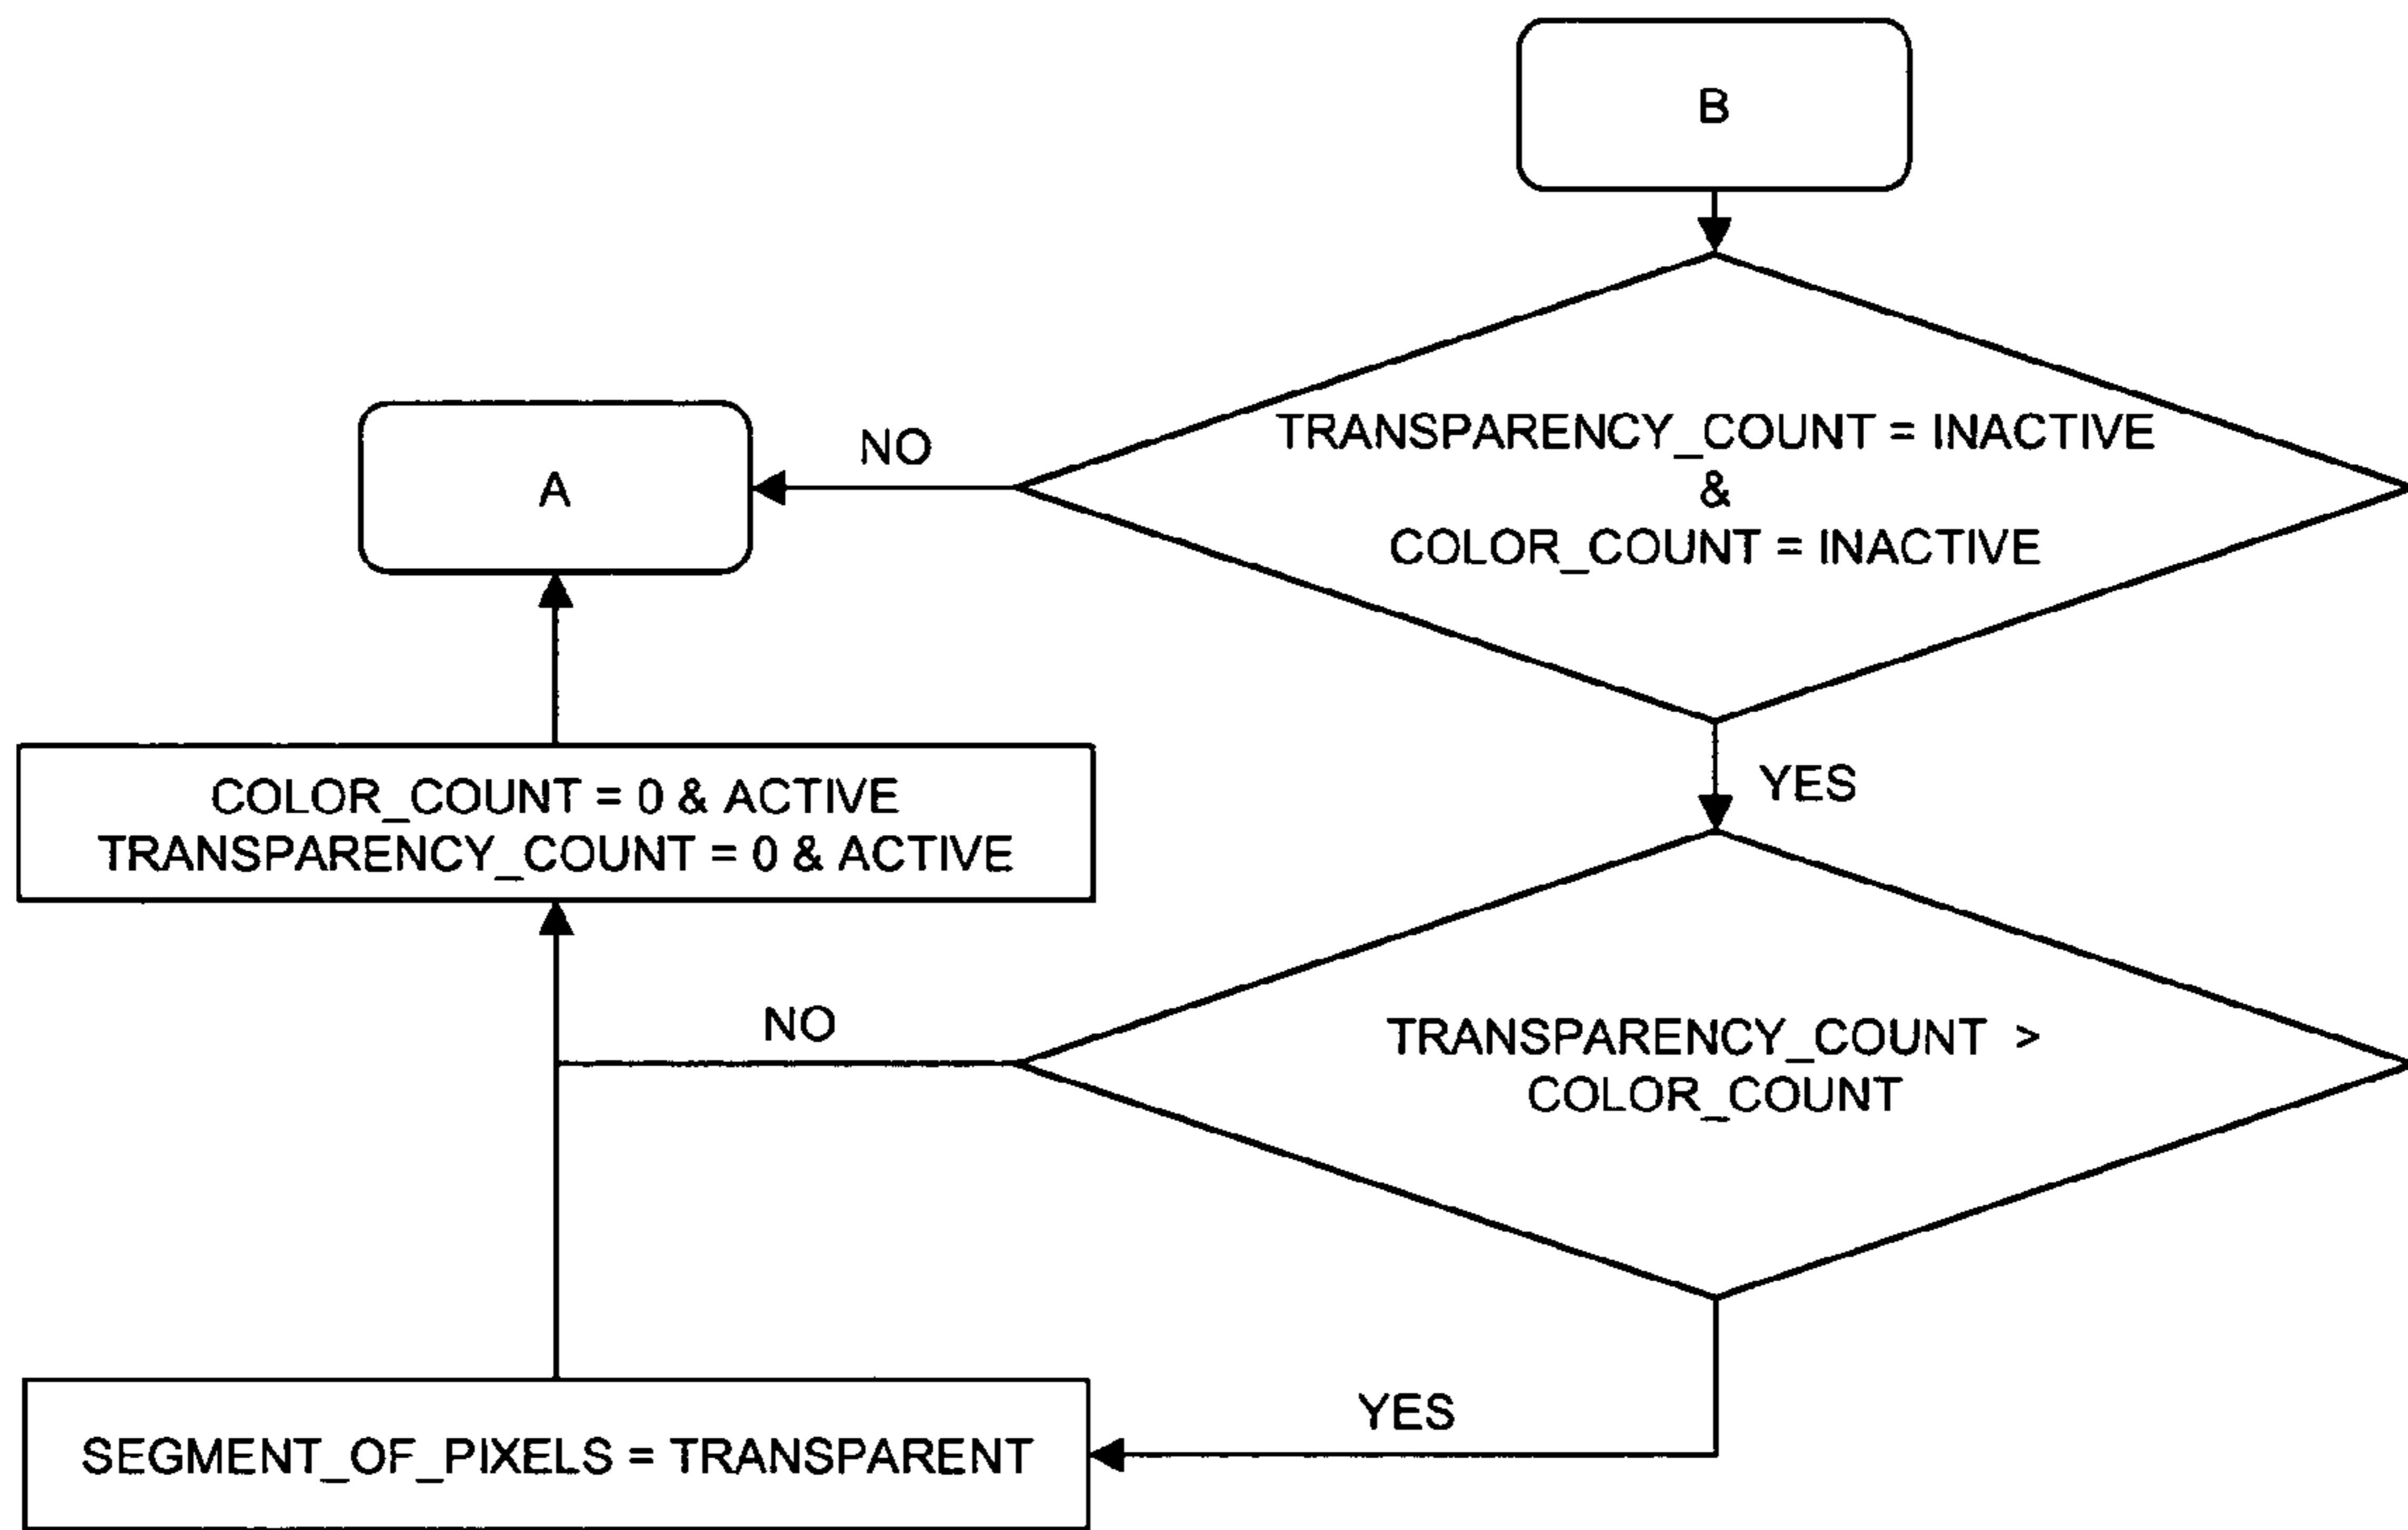 B
TRANSPARENCY_COUNT = INACTIVE
&
COLOR_COUNT = INACTIVE
NO
A
YES
COLOR_COUNT = 0 & ACTIVE
TRANSPARENCY_COUNT = 0 & ACTIVE
TRANSPARENCY_COUNT >
COLOR_COUNT
NO
YES
SEGMENT_OF_PIXELS = TRANSPARENT